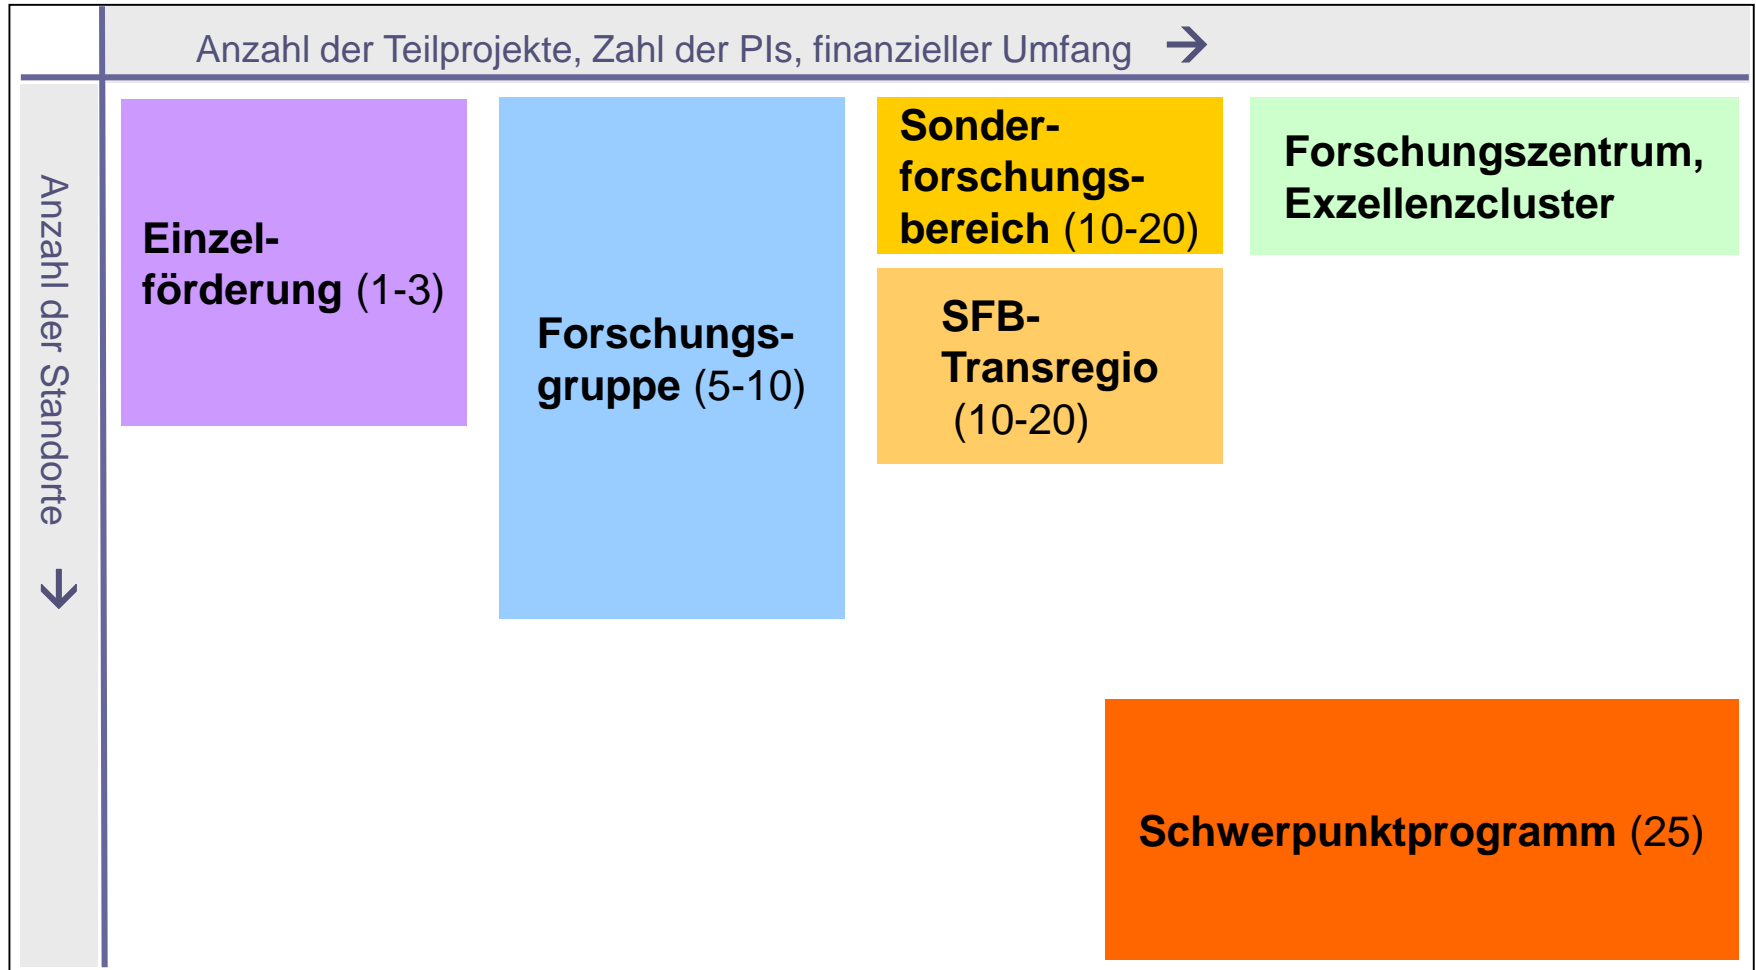 Anzahl der Teilprojekte, Zahl der PIs, finanzieller Umfang →
Anzahl der Standorte →
Einzel-
förderung (1-3)
Forschungs-
gruppe (5-10)
Sonder-
forschungs-
bereich (10-20)
SFB-
Transregio
(10-20)
Forschungszentrum,
Exzellenzcluster
Schwerpunktprogramm (25)